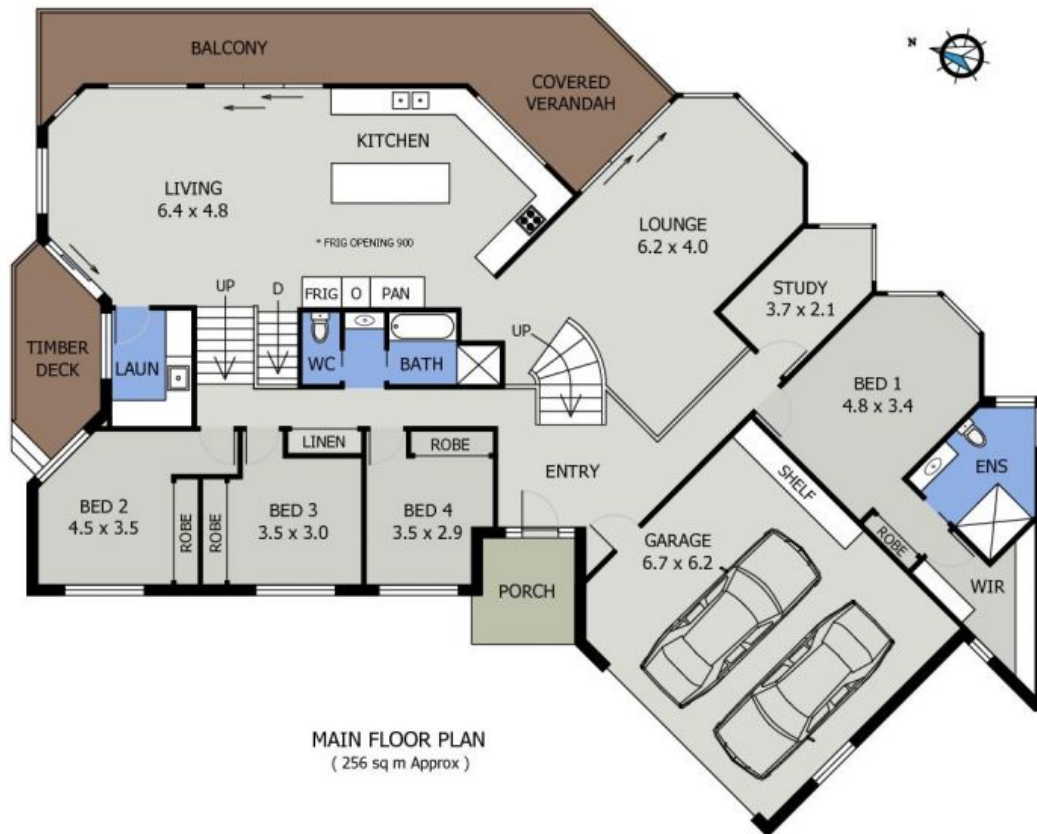 BALCONY
N
COVERED
VERANDAH
KITCHEN
LIVING
6.4 x 4.8
LOUNGE
6.2 x 4.0
* FRIG OPENING 900
STUDY
3.7 x 2.1
UP
D
FRIG
O
PAN
UP
TIMBER
DECK
LAUN
WC
BATH
BED 1
4.8 x 3.4
LINEN
ROBE
ENTRY
SHELF
ENS
BED 2
4.5 x 3.5
ROBE
ROBE
BED 3
3.5 x 3.0
BED 4
3.5 x 2.9
GARAGE
6.7 x 6.2
ROBE
WIR
PORCH
MAIN FLOOR PLAN
( 256 sq m Approx )